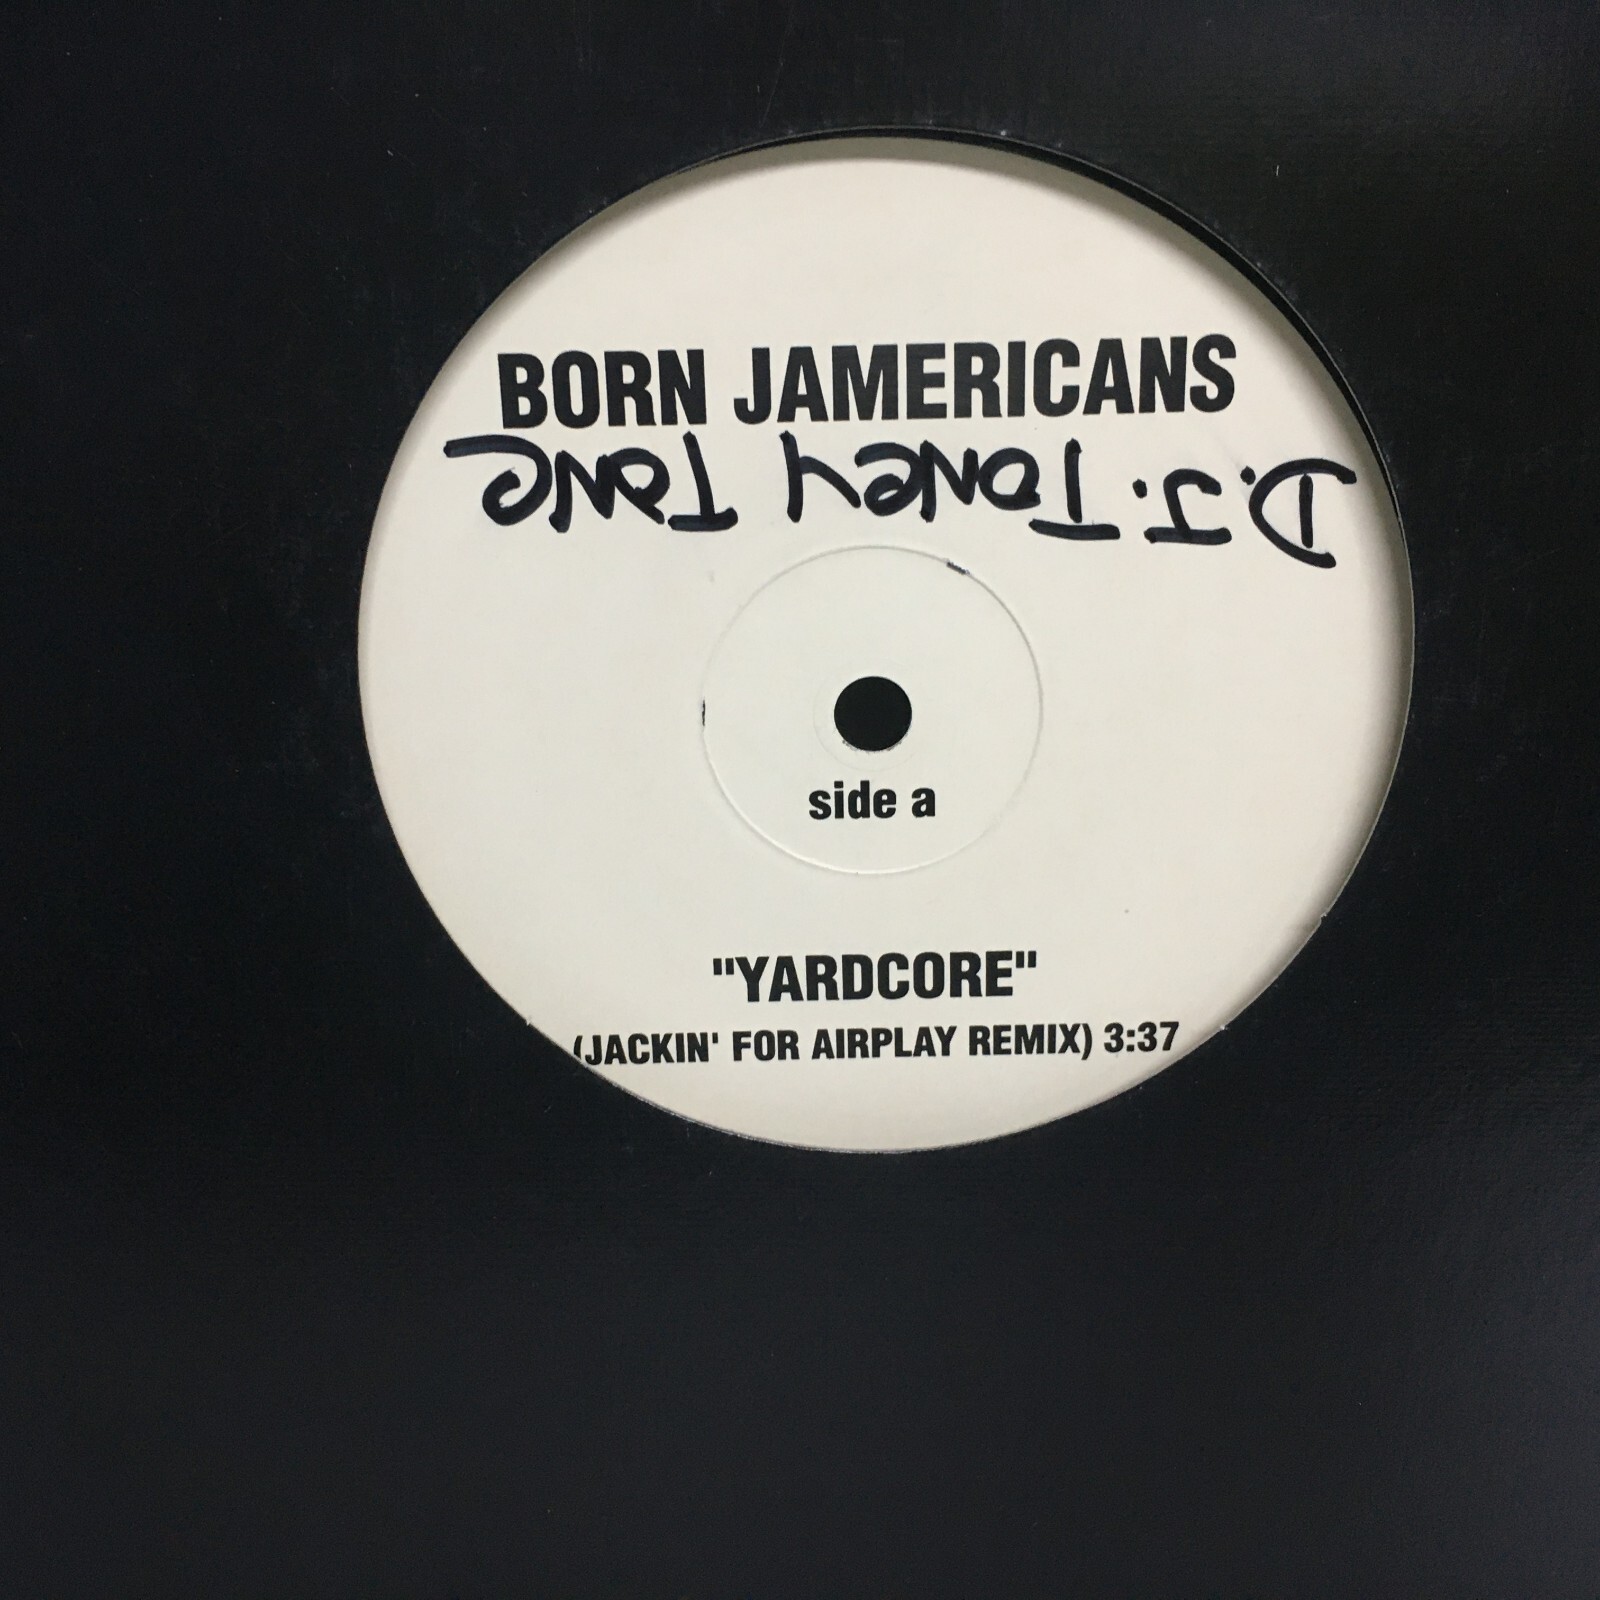 BORN JAMERICANS
D.J. Toney Tone
side a
"YARDCORE"
(JACKIN' FOR AIRPLAY REMIX) 3:37